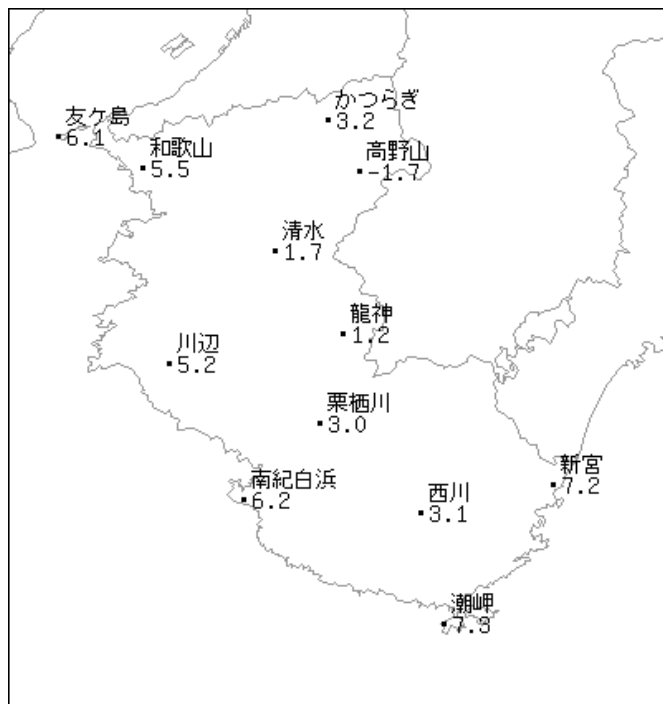 かつらぎ
3.2
友ケ島
6.1
和歌山
5.5
高野山
-1.7
清水
1.7
龍神
1.2
川辺
5.2
栗栖川
3.0
新宮
7.2
南紀白浜
6.2
西川
3.1
潮岬
7.3